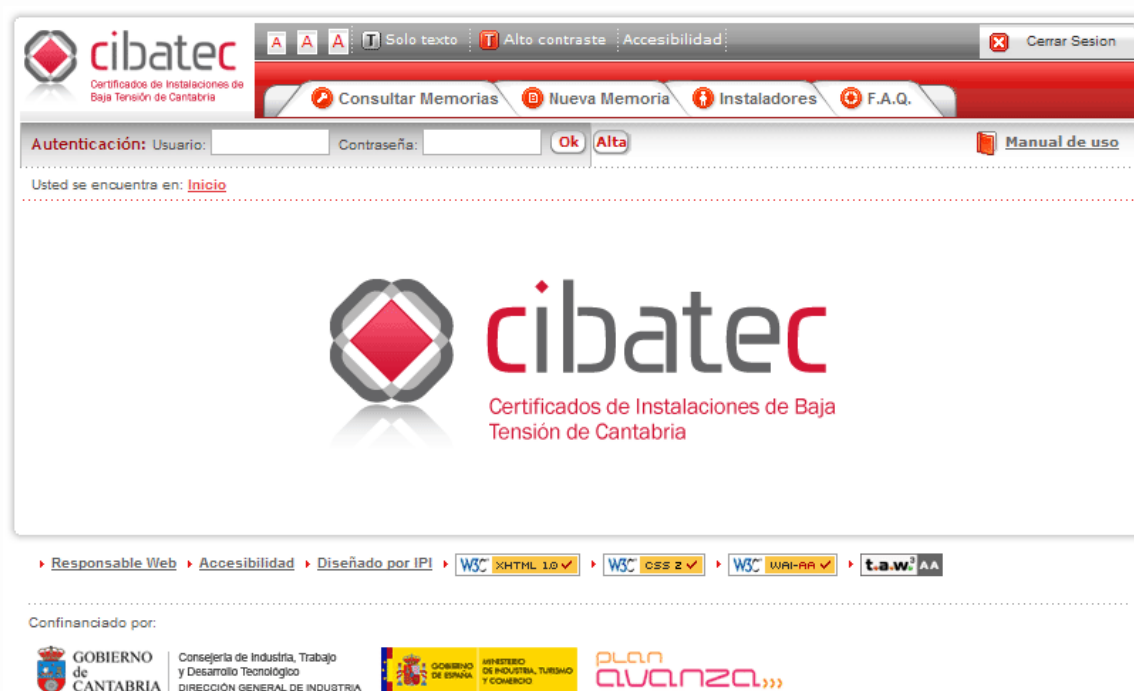 cibatec
Certificados de Instalaciones de
Baja Tensión de Cantabria
A A A T Solo texto T Alto contraste Accesibilidad
Cerrar Sesion
Consultar Memorias Nueva Memoria Instaladores F.A.Q.
Autenticación: Usuario: Contraseña: Ok Alta
Manual de uso
Usted se encuentra en: Inicio
cibatec
Certificados de Instalaciones de Baja
Tensión de Cantabria
Responsable Web Accesibilidad Diseñado por IPI W3C XHTML 1.0 W3C CSS 2 W3C WAI-AA t.a.w.3 AA
Confinanciado por:
GOBIERNO
de
CANTABRIA
Consejería de Industria, Trabajo
y Desarrollo Tecnológico
DIRECCIÓN GENERAL DE INDUSTRIA
GOBIERNO
DE ESPAÑA
MINISTERIO
DE INDUSTRIA, TURISMO
Y COMERCIO
PLAN
avanza